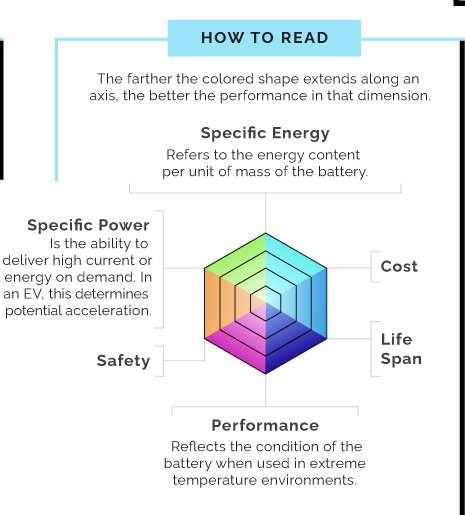 HOW TO READ
The farther the colored shape extends along an
axis, the better the performance in that dimension.
Specific Energy
Refers to the energy content
per unit of mass of the battery.
Specific Power
Is the ability to
deliver high current or
energy on demand. In
an EV, this determines
potential acceleration.
Cost
Life
Span
Safety
Performance
Reflects the condition of the
battery when used in extreme
temperature environments.